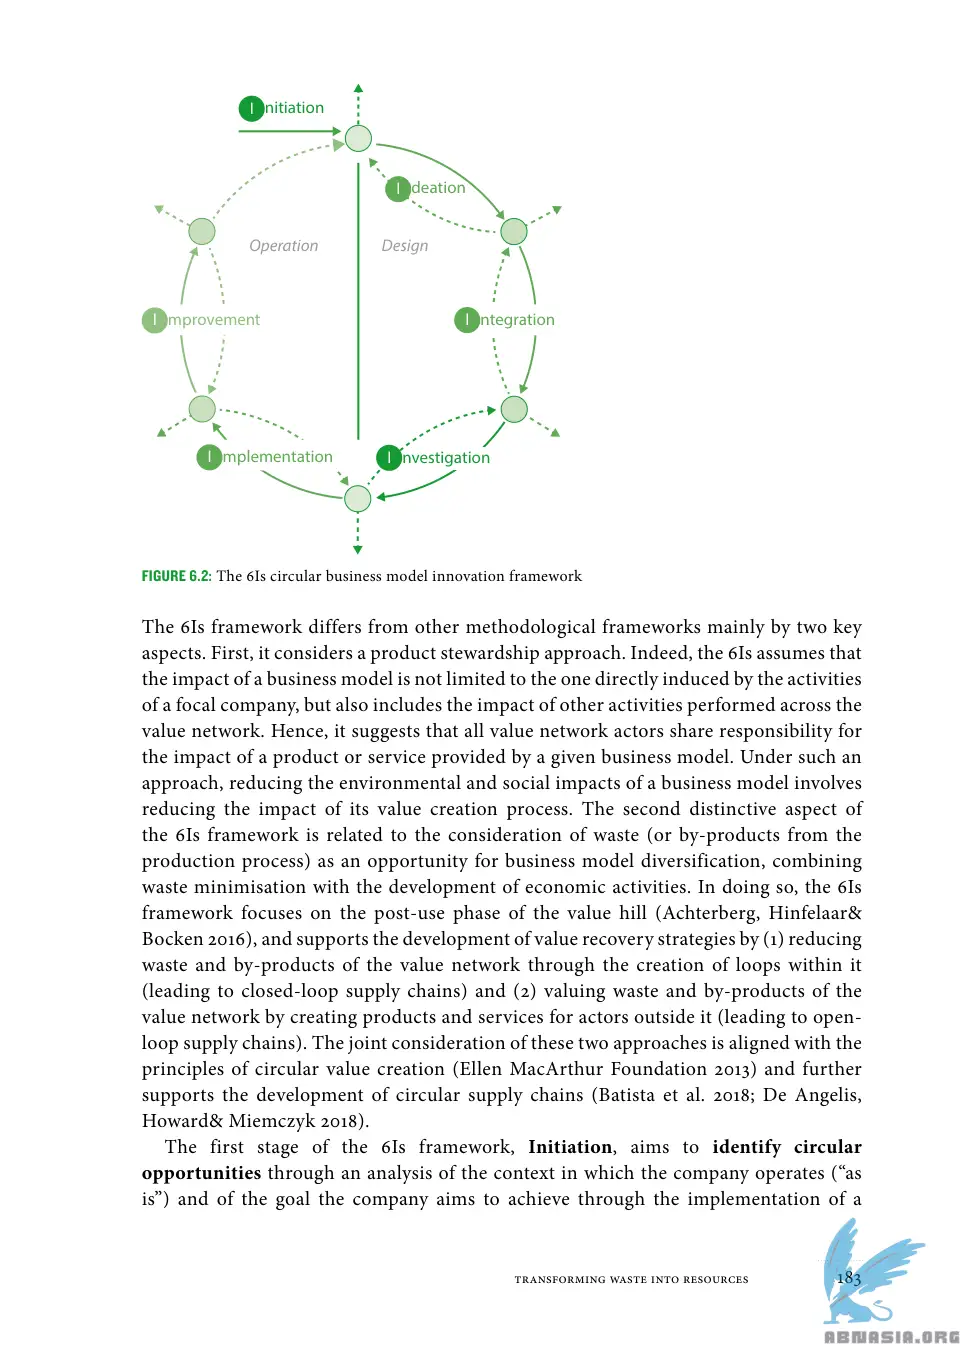 Initiation
Ideation
Operation
Design
Improvement
Integration
Implementation
Investigation
FIGURE 6.2: The 6Is circular business model innovation framework
The 6Is framework differs from other methodological frameworks mainly by two key
aspects. First, it considers a product stewardship approach. Indeed, the 6Is assumes that
the impact of a business model is not limited to the one directly induced by the activities
of a focal company, but also includes the impact of other activities performed across the
value network. Hence, it suggests that all value network actors share responsibility for
the impact of a product or service provided by a given business model. Under such an
approach, reducing the environmental and social impacts of a business model involves
reducing the impact of its value creation process. The second distinctive aspect of
the 6Is framework is related to the consideration of waste (or by-products from the
production process) as an opportunity for business model diversification, combining
waste minimisation with the development of economic activities. In doing so, the 6Is
framework focuses on the post-use phase of the value hill (Achterberg, Hinfelaar&
Bocken 2016), and supports the development of value recovery strategies by (1) reducing
waste and by-products of the value network through the creation of loops within it
(leading to closed-loop supply chains) and (2) valuing waste and by-products of the
value network by creating products and services for actors outside it (leading to open-
loop supply chains). The joint consideration of these two approaches is aligned with the
principles of circular value creation (Ellen MacArthur Foundation 2013) and further
supports the development of circular supply chains (Batista et al. 2018; De Angelis,
Howard& Miemczyk 2018).
The first stage of the 6Is framework, Initiation, aims to identify circular
opportunities through an analysis of the context in which the company operates (“as
is”) and of the goal the company aims to achieve through the implementation of a
TRANSFORMING WASTE INTO RESOURCES 183
ABNASIA.ORG